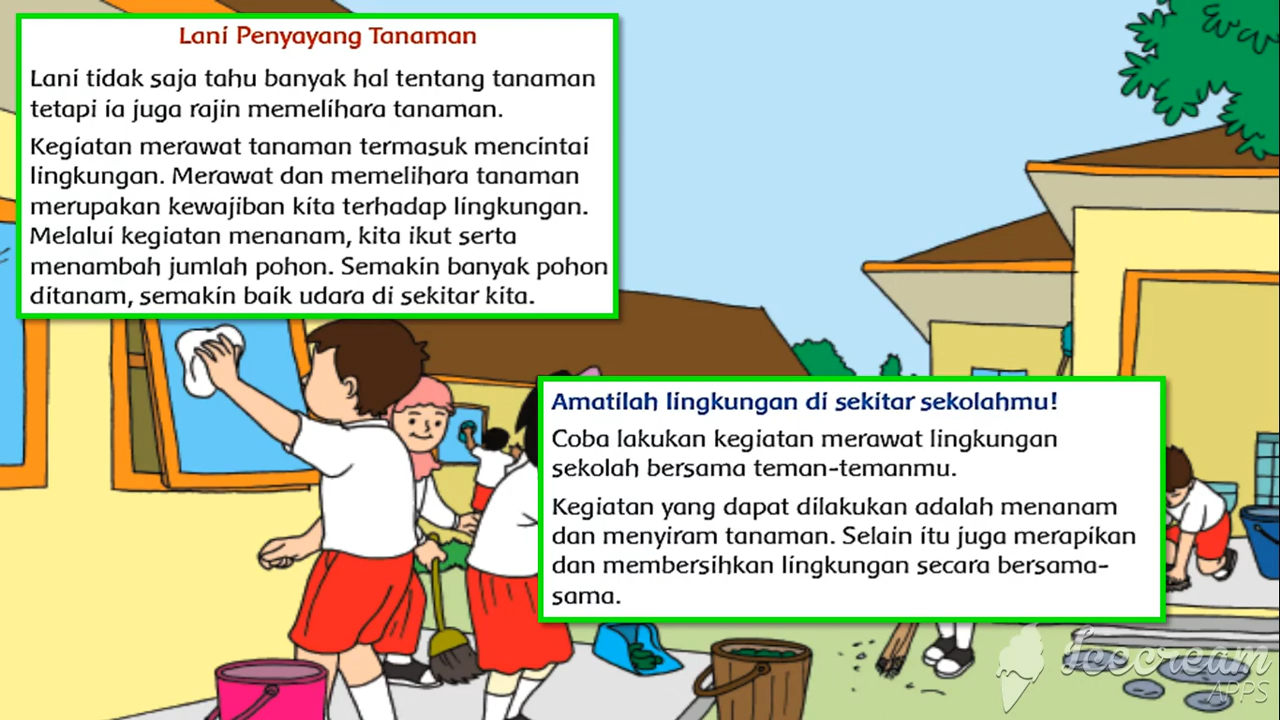 Lani Penyayang Tanaman
Lani tidak saja tahu banyak hal tentang tanaman
tetapi ia juga rajin memelihara tanaman.
Kegiatan merawat tanaman termasuk mencintai
lingkungan. Merawat dan memelihara tanaman
merupakan kewajiban kita terhadap lingkungan.
Melalui kegiatan menanam, kita ikut serta
menambah jumlah pohon. Semakin banyak pohon
ditanam, semakin baik udara di sekitar kita.
Amatilah lingkungan di sekitar sekolahmu!
Coba lakukan kegiatan merawat lingkungan
sekolah bersama teman-temanmu.
Kegiatan yang dapat dilakukan adalah menanam
dan menyiram tanaman. Selain itu juga merapikan
dan membersihkan lingkungan secara bersama-
sama.
Icecream
APPS